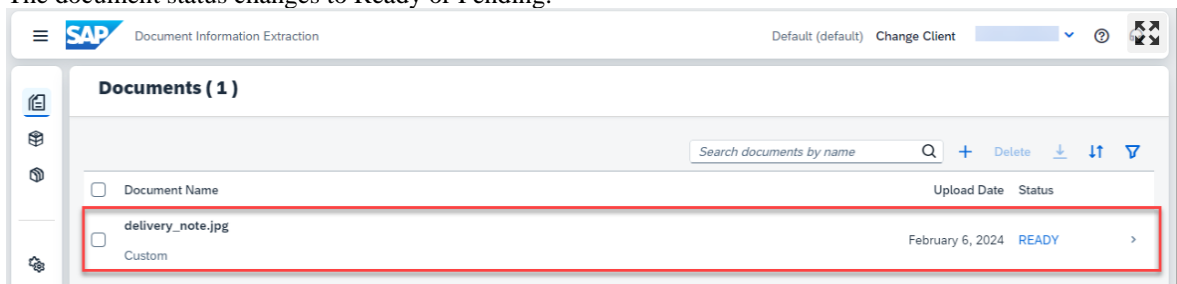 The document status changes to Ready or Pending.
SAP Document Information Extraction Default (default) Change Client
Documents ( 1 )
Search documents by name Delete
Document Name Upload Date Status
delivery_note.jpg
February 6, 2024 READY
Custom